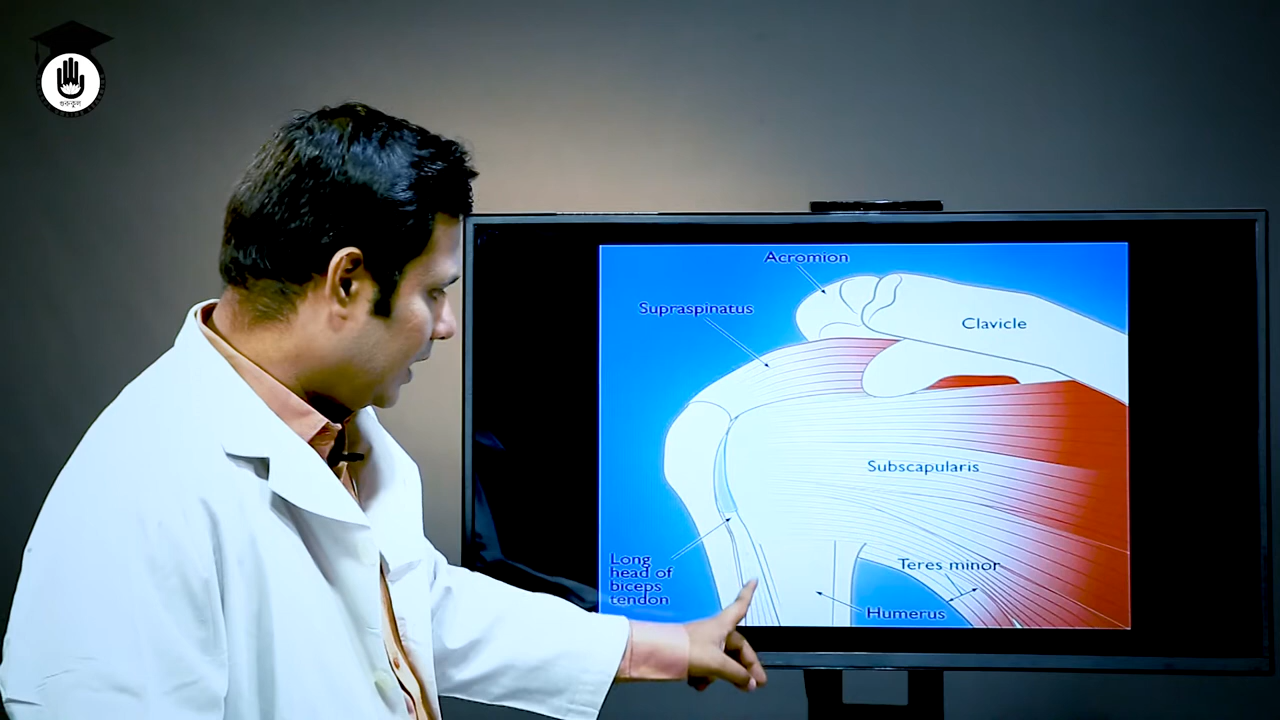 গুরুকুল
Acromion
Supraspinatus
Clavicle
Subscapularis
Long
head of
biceps
tendon
Teres minor
Humerus